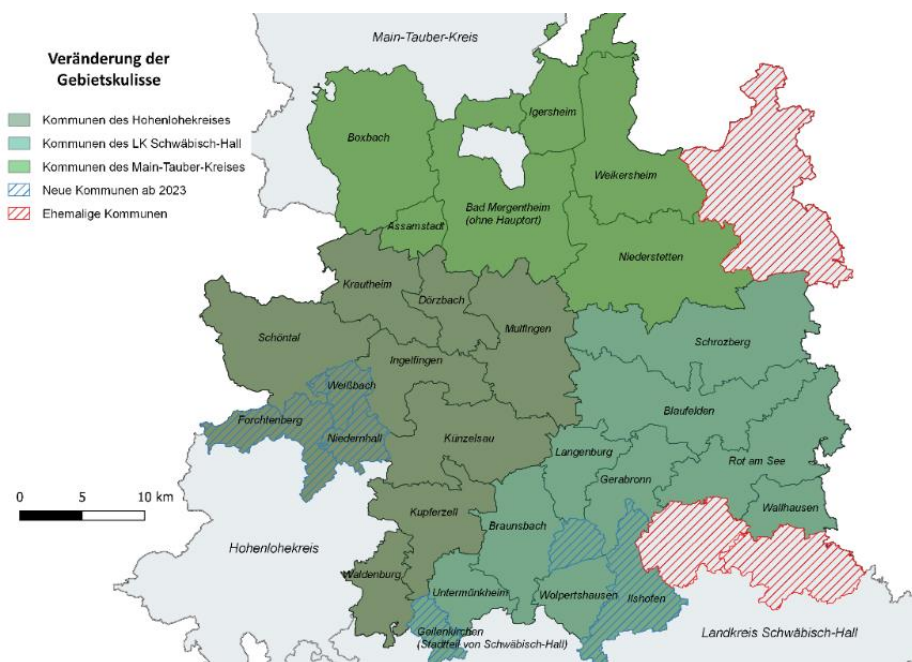 Main-Tauber-Kreis
Veränderung der
Gebietskulisse
Kommunen des Hohenlohekreises
Kommunen des LK Schwäbisch-Hall
Kommunen des Main-Tauber-Kreises
Neue Kommunen ab 2023
Ehemalige Kommunen
Igersheim
Boxbach
Weikersheim
Bad Mergentheim
(ohne Hauptort)
Assamstadt
Niederstetten
Krautheim
Dörzbach
Mulfingen
Schöntal
Schrozberg
Ingelfingen
Weißbach
Forchtenberg
Blaufelden
Niedernhall
Künzelsau
Langenburg
Rot am See
Gerabronn
0 5 10 km
Wallhausen
Kupferzell
Braunsbach
Hohenlohekreis
Waldenburg
Untermünkheim
Wolpertshausen
Ilshofen
Geilenkirchen
(Stadtteil von Schwäbisch-Hall)
Landkreis Schwäbisch-Hall